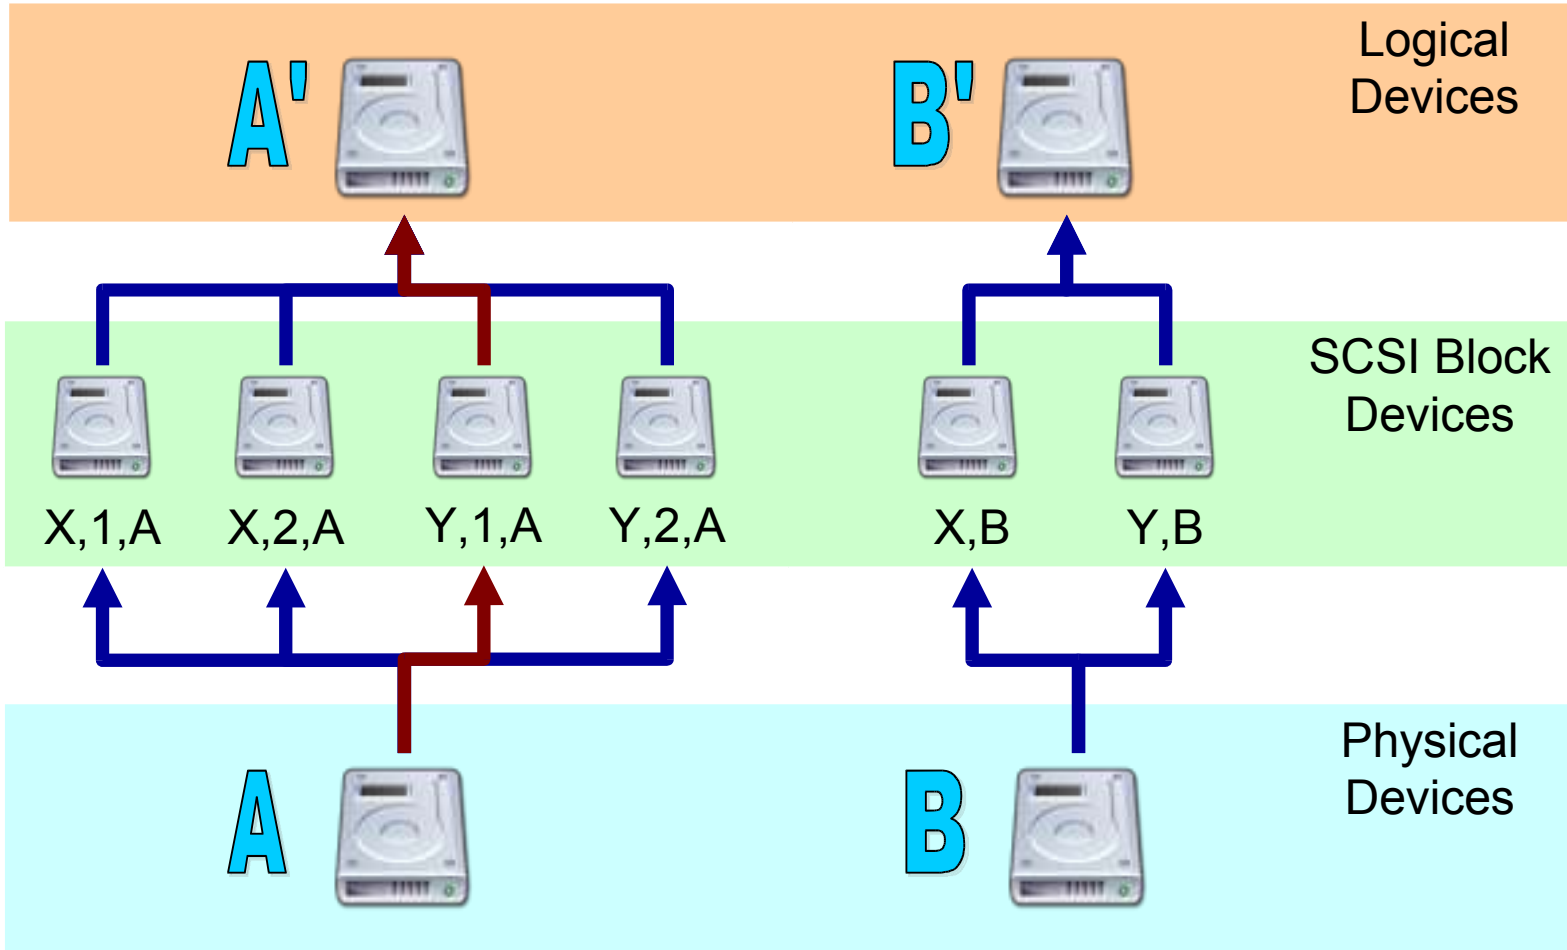 A'
B'
Logical
Devices
SCSI Block
Devices
X,1,A
X,2,A
Y,1,A
Y,2,A
X,B
Y,B
Physical
Devices
A
B